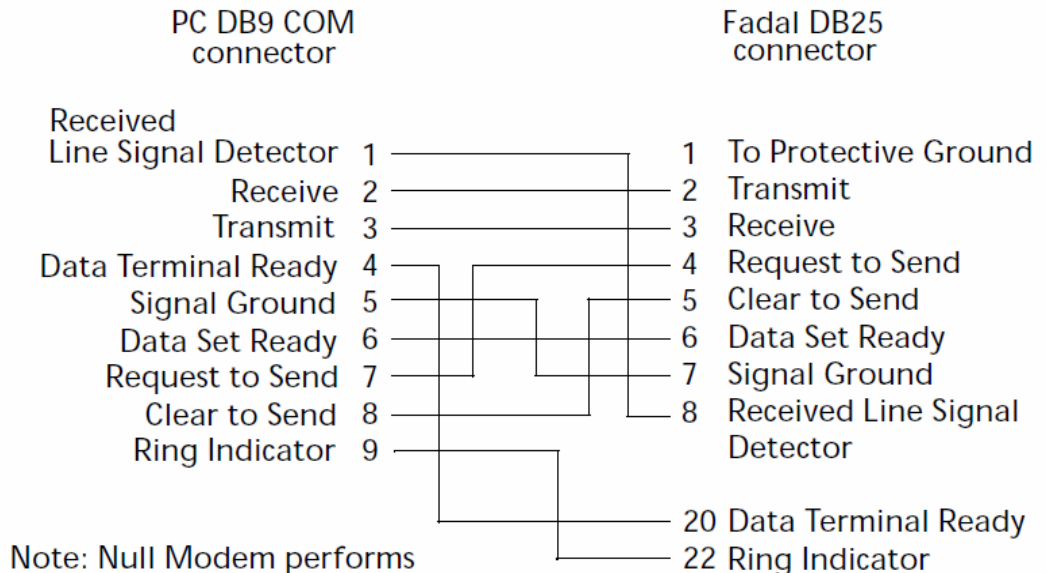 PC DB9 COM
connector
Fadal DB25
connector
Received
Line Signal Detector 1
Receive 2
Transmit 3
Data Terminal Ready 4
Signal Ground 5
Data Set Ready 6
Request to Send 7
Clear to Send 8
Ring Indicator 9
1 To Protective Ground
2 Transmit
3 Receive
4 Request to Send
5 Clear to Send
6 Data Set Ready
7 Signal Ground
8 Received Line Signal
Detector
20 Data Terminal Ready
22 Ring Indicator
Note: Null Modem performs